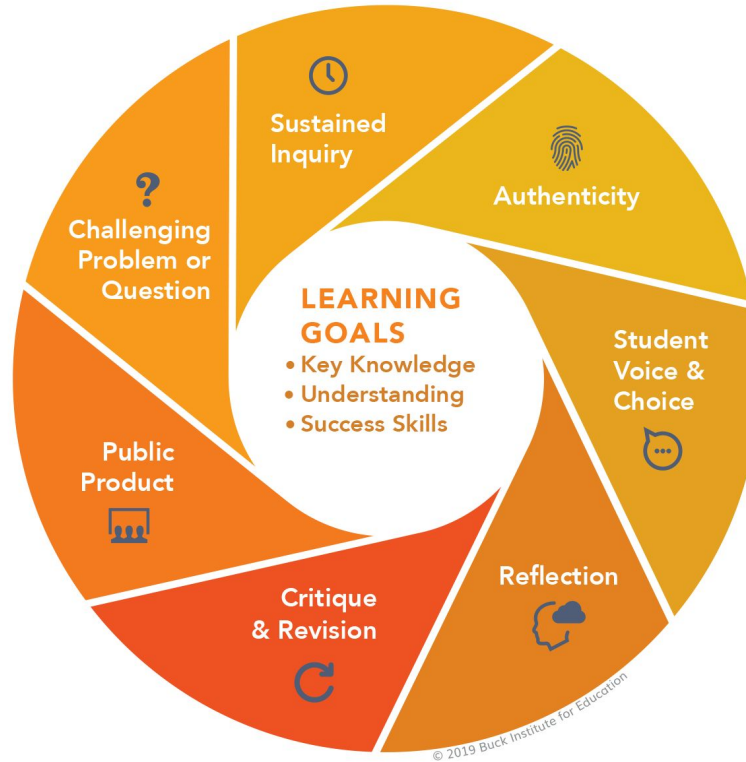 Sustained
Inquiry
Authenticity
Student
Voice &
Choice
Reflection
Critique
& Revision
Public
Product
?
Challenging
Problem or
Question
LEARNING
GOALS
• Key Knowledge
• Understanding
• Success Skills
© 2019 Buck Institute for Education